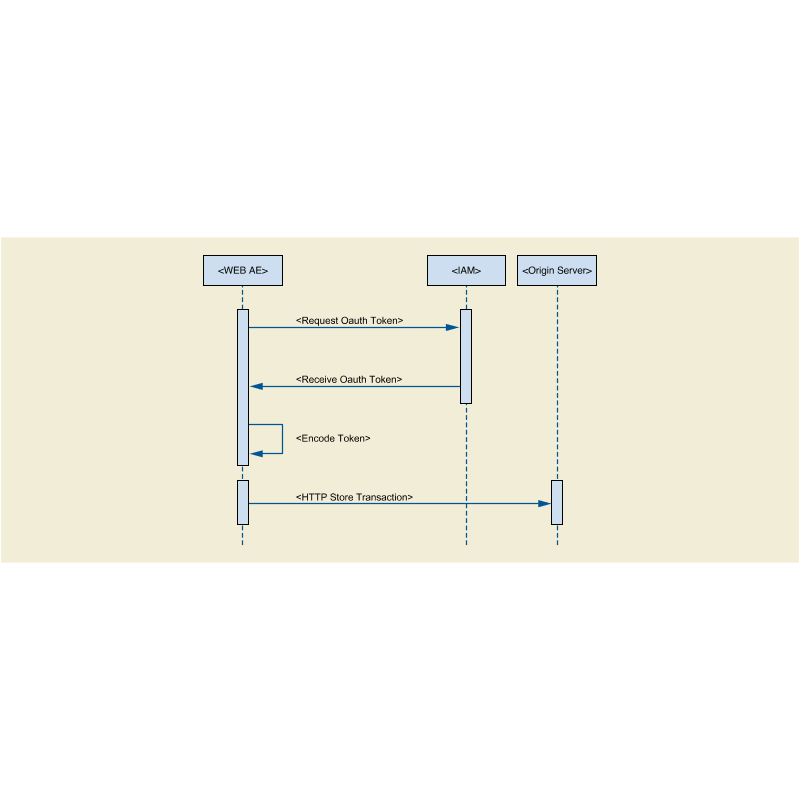 <WEB AE>
<IAM>
<Origin Server>
<Request Oauth Token>
<Receive Oauth Token>
<Encode Token>
<HTTP Store Transaction>